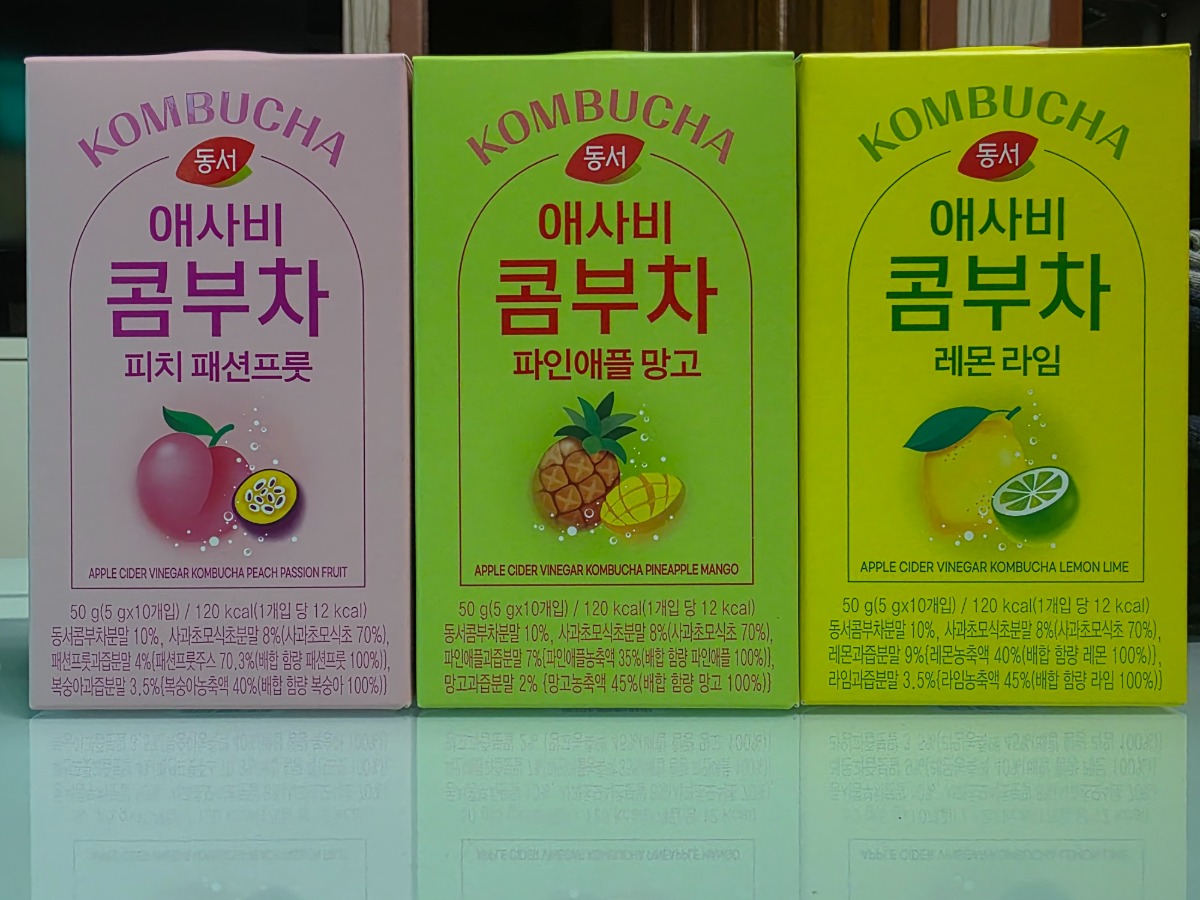 KOMBUCHA
동서
애사비
콤부차
피치 패션프룻
APPLE CIDER VINEGAR KOMBUCHA PEACH PASSION FRUIT
50 g(5 gx10개입) / 120 kcal(1개입 당 12 kcal)
동서콤부차분말 10%, 사과초모식초분말 8%(사과초모식초 70%),
패션프룻과즙분말 4%{패션프룻주스 70.3%(배합 함량 패션프룻 100%)},
복숭아과즙분말 3.5%{복숭아농축액 40%(배합 함량 복숭아 100%)}
KOMBUCHA
동서
애사비
콤부차
파인애플 망고
APPLE CIDER VINEGAR KOMBUCHA PINEAPPLE MANGO
50 g(5 gx10개입) / 120 kcal(1개입 당 12 kcal)
동서콤부차분말 10%, 사과초모식초분말 8%(사과초모식초 70%),
파인애플과즙분말 7%{파인애플농축액 35%(배합 함량 파인애플 100%)},
망고과즙분말 2% {망고농축액 45%(배합 함량 망고 100%)}
KOMBUCHA
동서
애사비
콤부차
레몬 라임
APPLE CIDER VINEGAR KOMBUCHA LEMON LIME
50 g(5 gx10개입) / 120 kcal(1개입 당 12 kcal)
동서콤부차분말 10%, 사과초모식초분말 8%(사과초모식초 70%),
레몬과즙분말 9%{레몬농축액 40%(배합 함량 레몬 100%)},
라임과즙분말 3.5%{라임농축액 45%(배합 함량 라임 100%)}